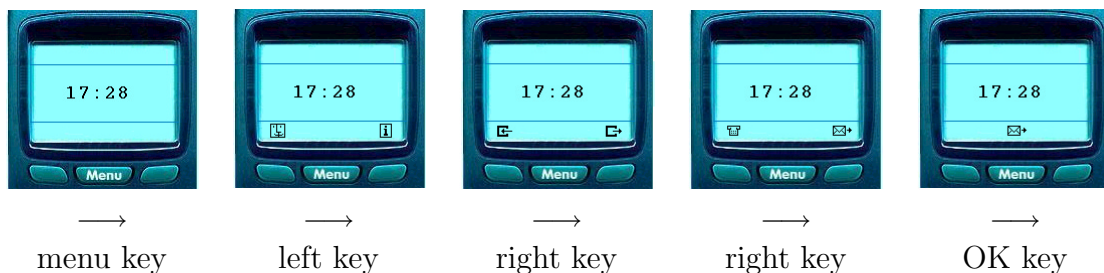 17:28 17:28 17:28 17:28 17:28
Menu Menu Menu Menu Menu
→ → → → →
menu key left key right key right key OK key